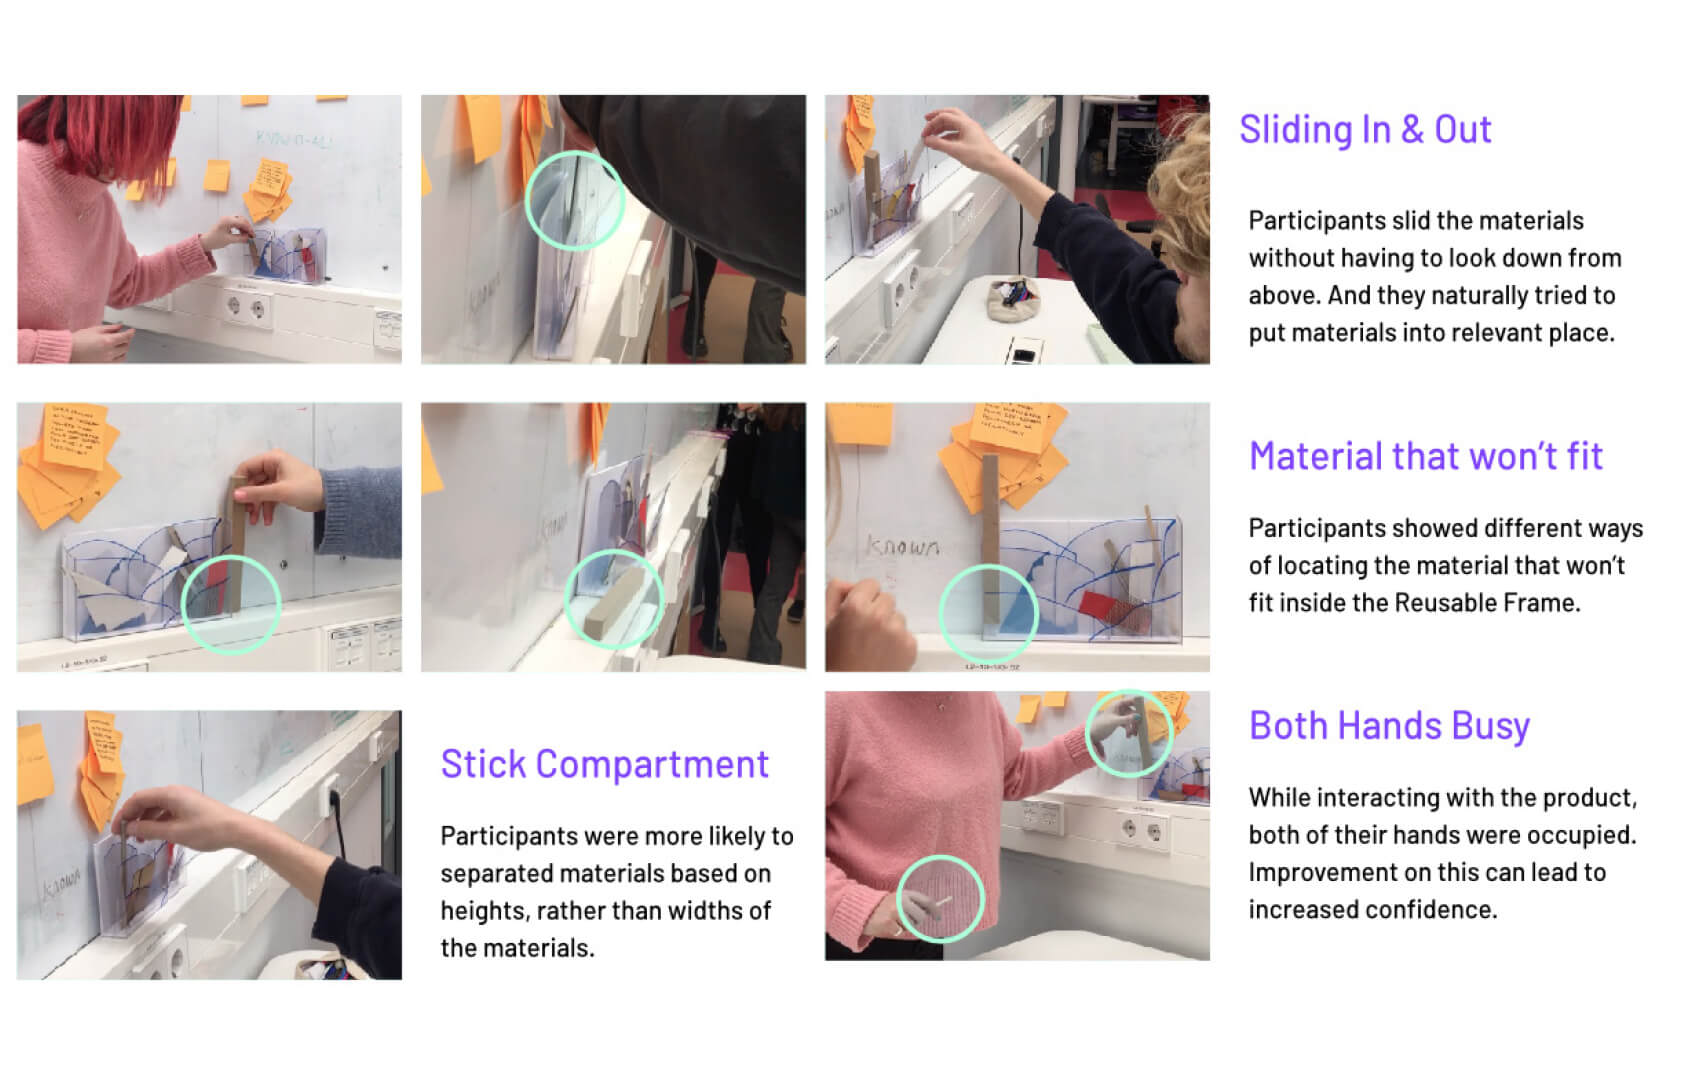 KNOWN-ALL
Sliding In & Out
Participants slid the materials
without having to look down from
above. And they naturally tried to
put materials into relevant place.
known
Material that won't fit
Participants showed different ways
of locating the material that won't
fit inside the Reusable Frame.
Stick Compartment
Participants were more likely to
separated materials based on
heights, rather than widths of
the materials.
known
Both Hands Busy
While interacting with the product,
both of their hands were occupied.
Improvement on this can lead to
increased confidence.